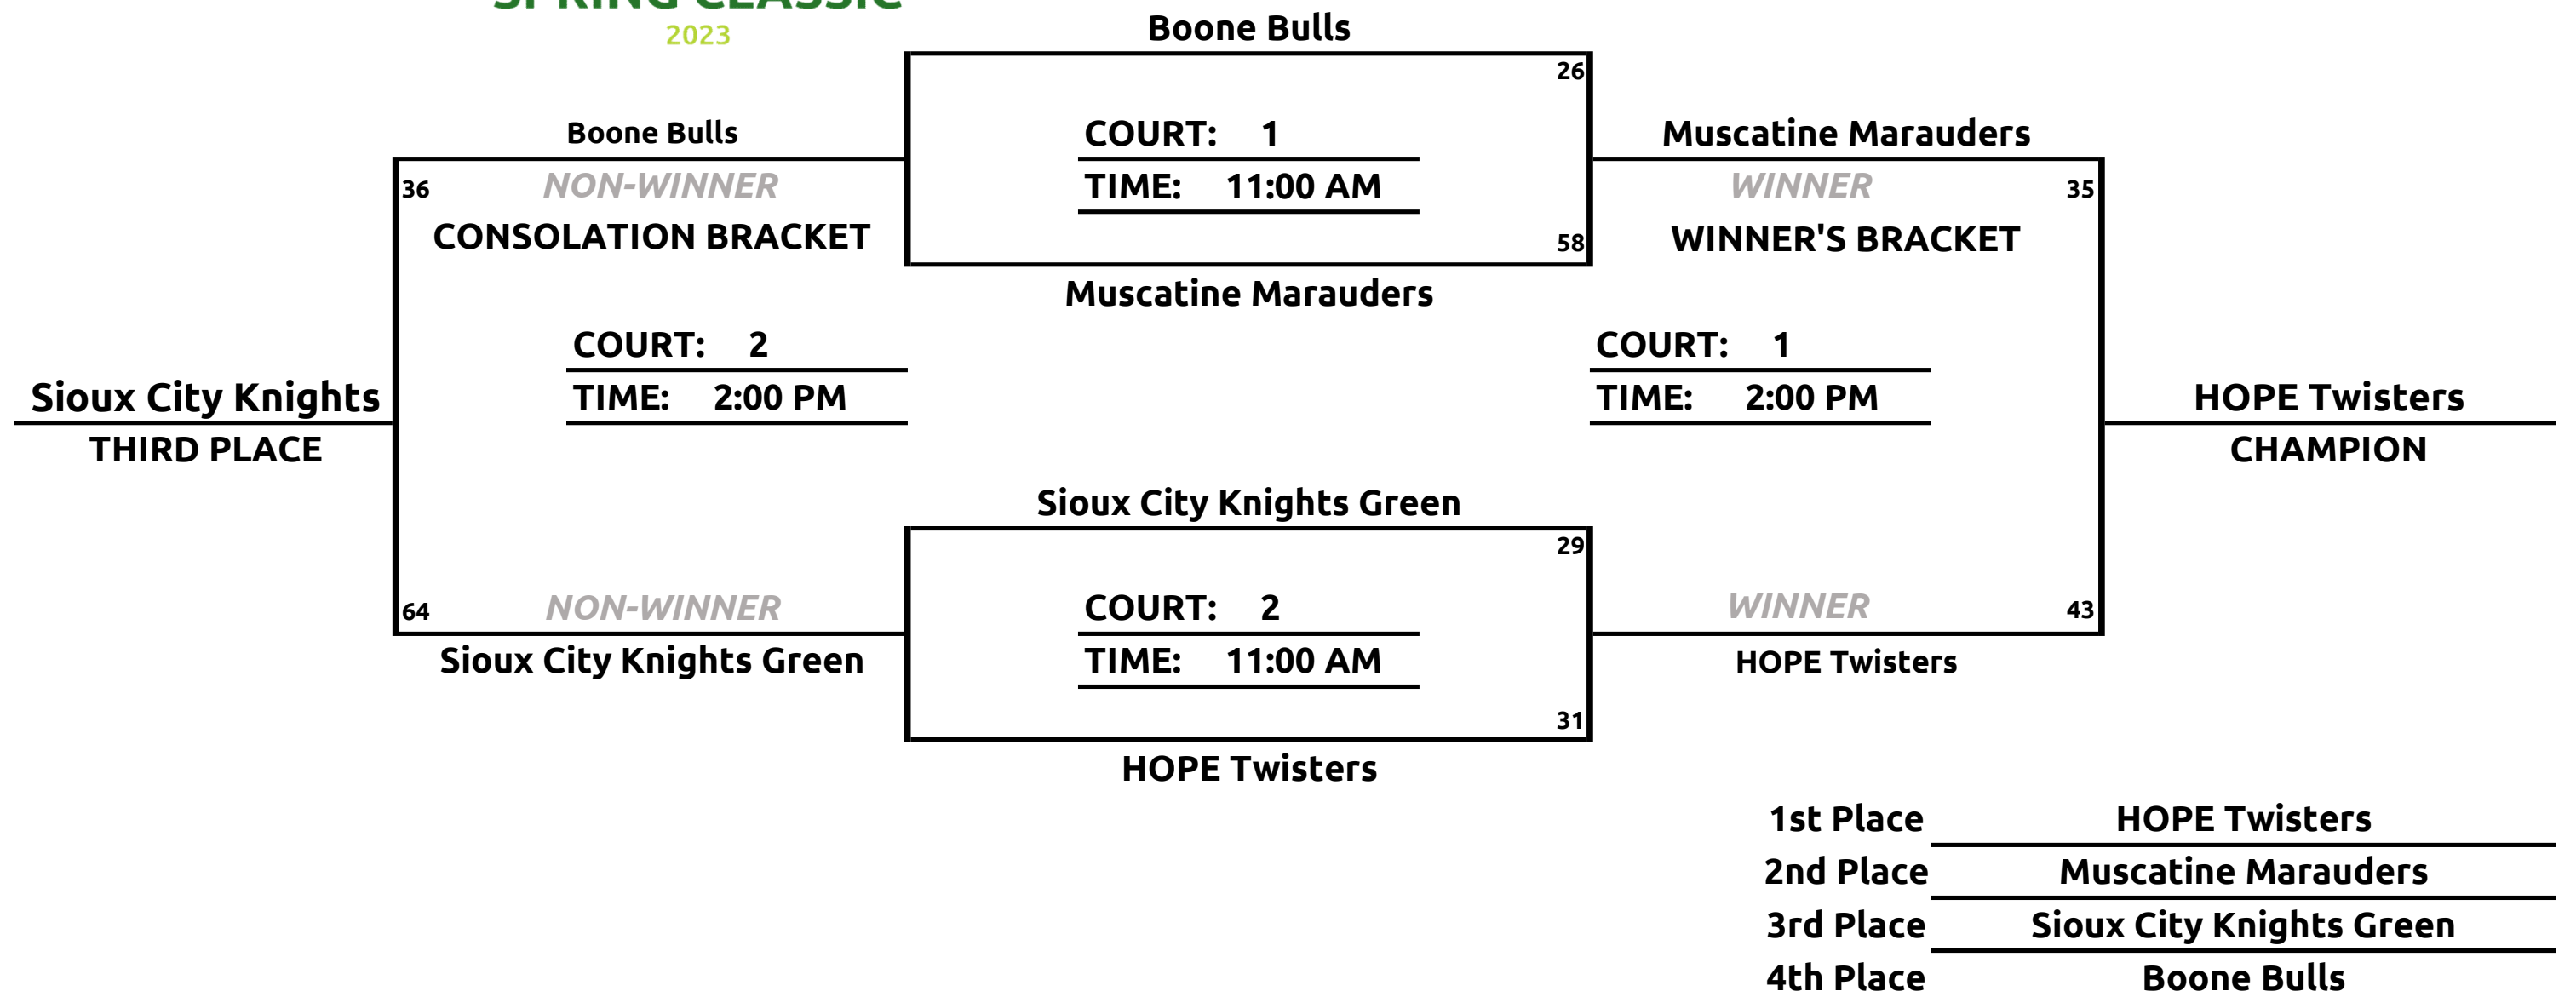 SPRING CLASSIC
2023
Boone Bulls
26
Boone Bulls
COURT: 1
Muscatine Marauders
36
NON-WINNER
TIME: 11:00 AM
WINNER
35
CONSOLATION BRACKET
58
WINNER'S BRACKET
Muscatine Marauders
COURT: 2
COURT: 1
Sioux City Knights
TIME: 2:00 PM
TIME: 2:00 PM
HOPE Twisters
THIRD PLACE
CHAMPION
Sioux City Knights Green
29
64
NON-WINNER
COURT: 2
WINNER
43
Sioux City Knights Green
TIME: 11:00 AM
HOPE Twisters
31
HOPE Twisters
1st Place HOPE Twisters
2nd Place Muscatine Marauders
3rd Place Sioux City Knights Green
4th Place Boone Bulls